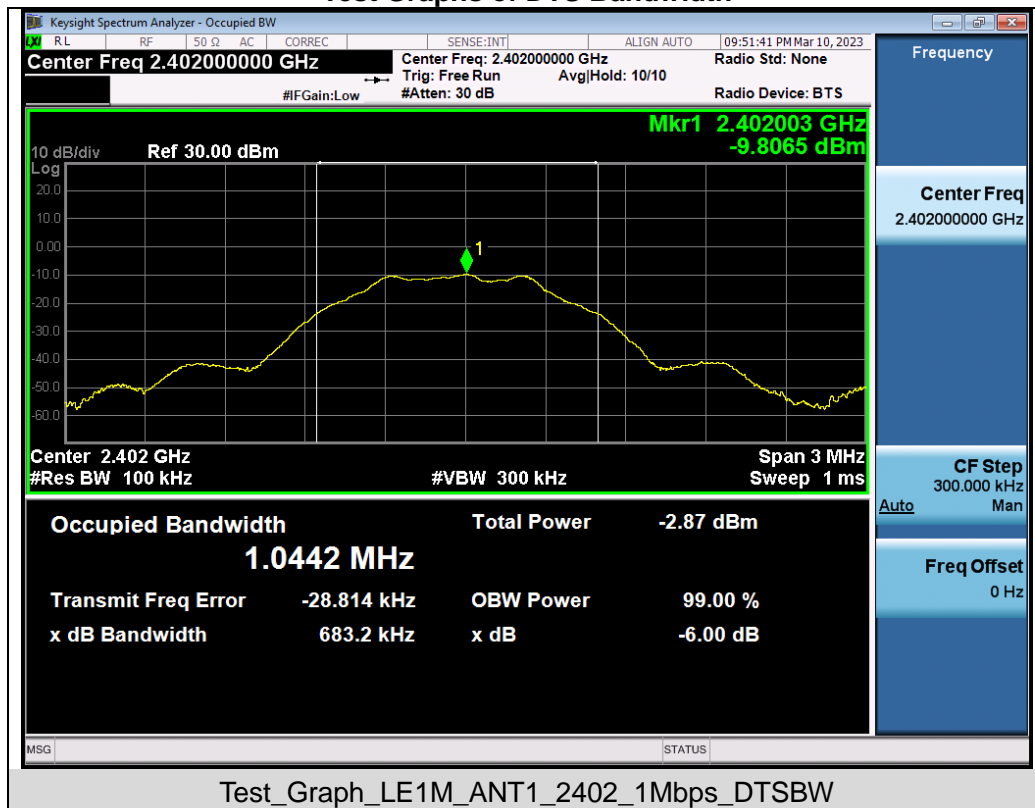 Test Graphs of DTS Bandwidth
Keysight Spectrum Analyzer - Occupied BW
LXI RL RF 50 Ω AC CORREC SENSE:INT ALIGN AUTO 09:51:41 PM Mar 10, 2023
Center Freq 2.402000000 GHz
Center Freq: 2.402000000 GHz Radio Std: None
Trig: Free Run Avg|Hold: 10/10
#IFGain:Low #Atten: 30 dB Radio Device: BTS
Mkr1 2.402003 GHz
-9.8065 dBm
10 dB/div Ref 30.00 dBm
Log
20.0
10.0
0.00
-10.0
-20.0
-30.0
-40.0
-50.0
-60.0
1
Center 2.402 GHz Span 3 MHz
#Res BW 100 kHz #VBW 300 kHz Sweep 1 ms
Occupied Bandwidth Total Power -2.87 dBm
1.0442 MHz
Transmit Freq Error -28.814 kHz OBW Power 99.00 %
x dB Bandwidth 683.2 kHz x dB -6.00 dB
MSG STATUS
Frequency
Center Freq
2.402000000 GHz
CF Step
300.000 kHz
Auto Man
Freq Offset
0 Hz
Test_Graph_LE1M_ANT1_2402_1Mbps_DTSBW